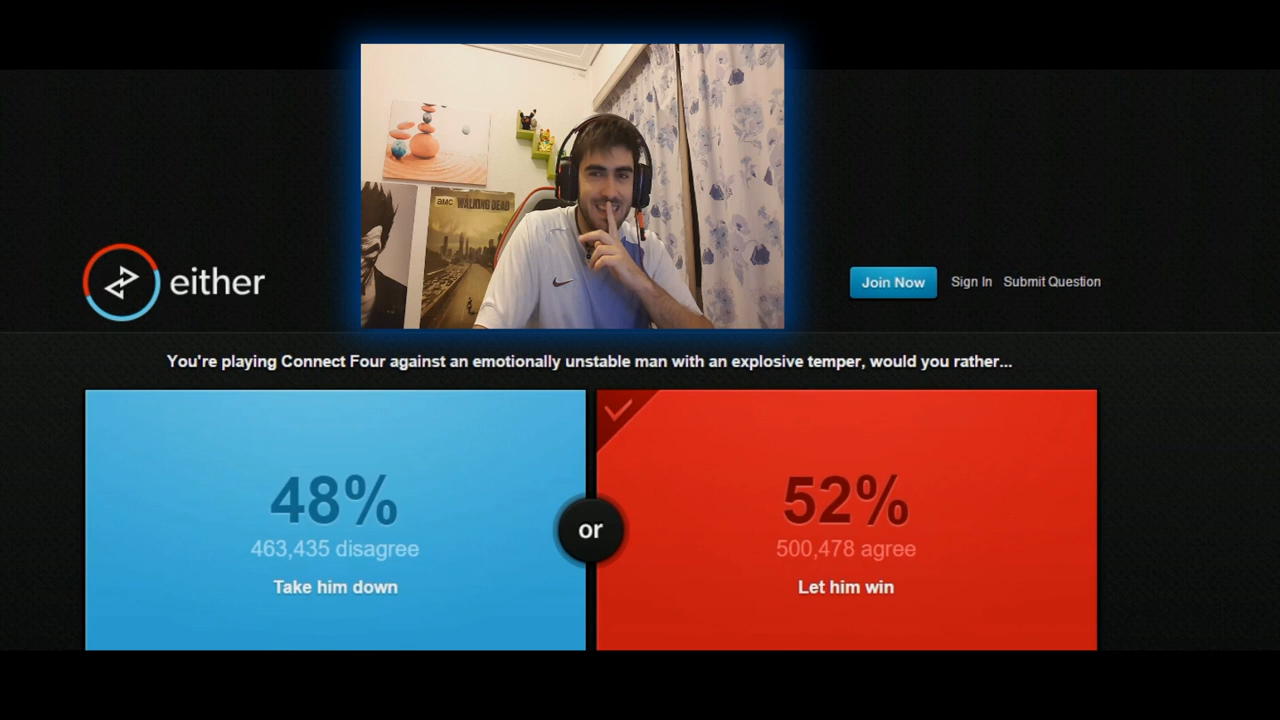 AMC WALKING DEAD
either
Join Now Sign In Submit Question
You're playing Connect Four against an emotionally unstable man with an explosive temper, would you rather...
48%
463,435 disagree
Take him down
or
52%
500,478 agree
Let him win